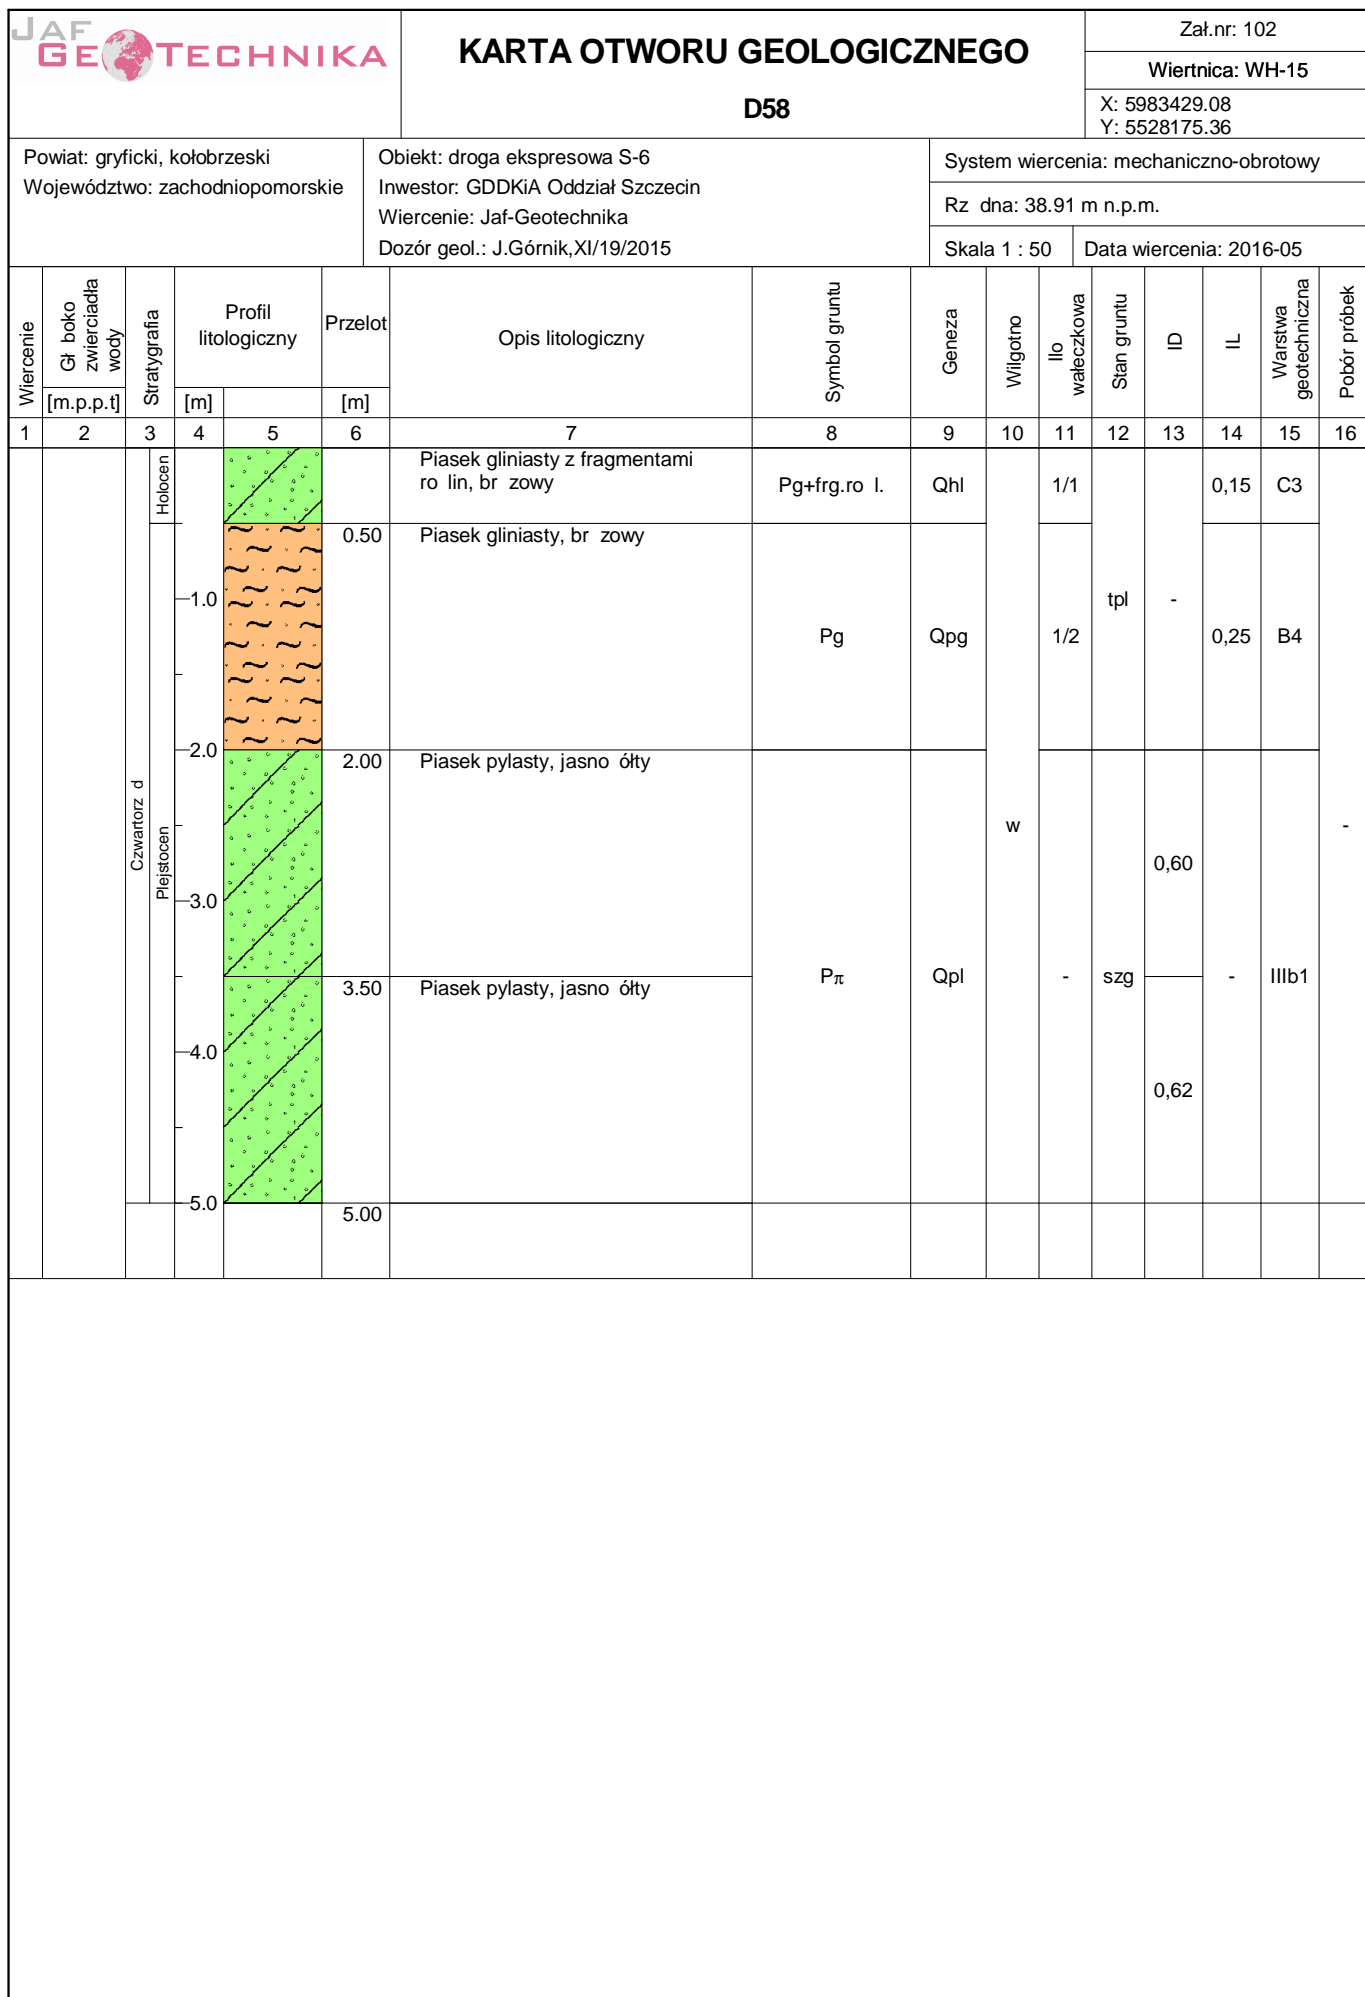 JAF
GEOTECHNIKA
KARTA OTWORU GEOLOGICZNEGO
D58
Zał.nr: 102
Wiertnica: WH-15
X: 5983429.08
Y: 5528175.36
Powiat: gryficki, kołobrzeski
Województwo: zachodniopomorskie
Obiekt: droga ekspresowa S-6
Inwestor: GDDKiA Oddział Szczecin
Wiercenie: Jaf-Geotechnika
Dozór geol.: J.Górnik,XI/19/2015
System wiercenia: mechaniczno-obrotowy
Rz dna: 38.91 m n.p.m.
Skala 1 : 50
Data wiercenia: 2016-05
Wiercenie
Gł boko
zwierciadła
wody
[m.p.p.t]
Stratygrafia
Profil
litologiczny
[m]
Przelot
[m]
Opis litologiczny
Symbol gruntu
Geneza
Wilgotno
Ilo
wałeczkowa
Stan gruntu
ID
IL
Warstwa
geotechniczna
Pobór próbek
1 2 3 4 5 6 7 8 9 10 11 12 13 14 15 16
Czwartorz d
Holocen
Plejstocen
Piasek gliniasty z fragmentami
ro lin, br zowy
Pg+frg.ro l.
Qhl
1/1
0,15
C3
0.50
Piasek gliniasty, br zowy
1.0
Pg
Qpg
1/2
tpl
-
0,25
B4
2.0
2.00
Piasek pylasty, jasno ółty
w
-
0,60
3.0
3.50
Piasek pylasty, jasno ółty
Pπ
Qpl
-
szg
-
IIIb1
4.0
0,62
5.0
5.00